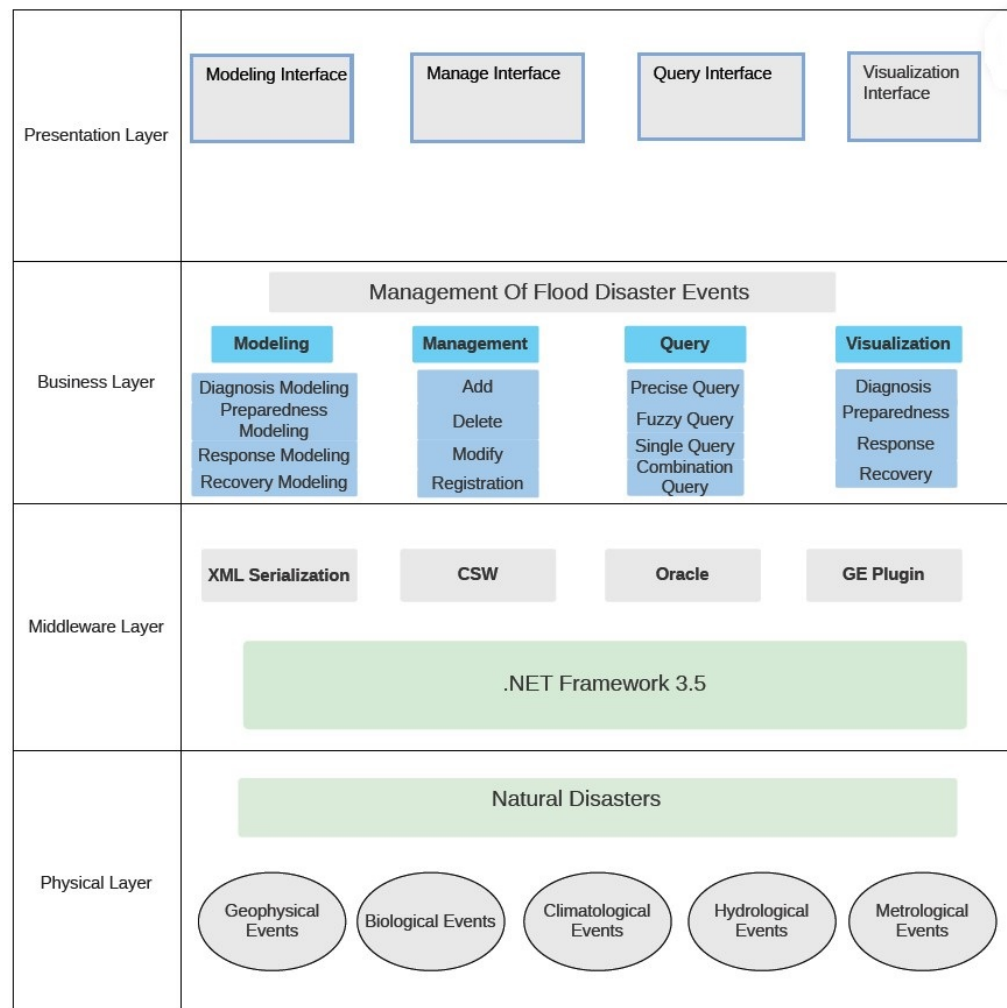 Presentation Layer
Modeling Interface
Manage Interface
Query Interface
Visualization
Interface
Business Layer
Management Of Flood Disaster Events
Modeling
Diagnosis Modeling
Preparedness
Modeling
Response Modeling
Recovery Modeling
Management
Add
Delete
Modify
Registration
Query
Precise Query
Fuzzy Query
Single Query
Combination
Query
Visualization
Diagnosis
Preparedness
Response
Recovery
Middleware Layer
XML Serialization
CSW
Oracle
GE Plugin
.NET Framework 3.5
Physical Layer
Natural Disasters
Geophysical
Events
Biological Events
Climatological
Events
Hydrological
Events
Metrological
Events